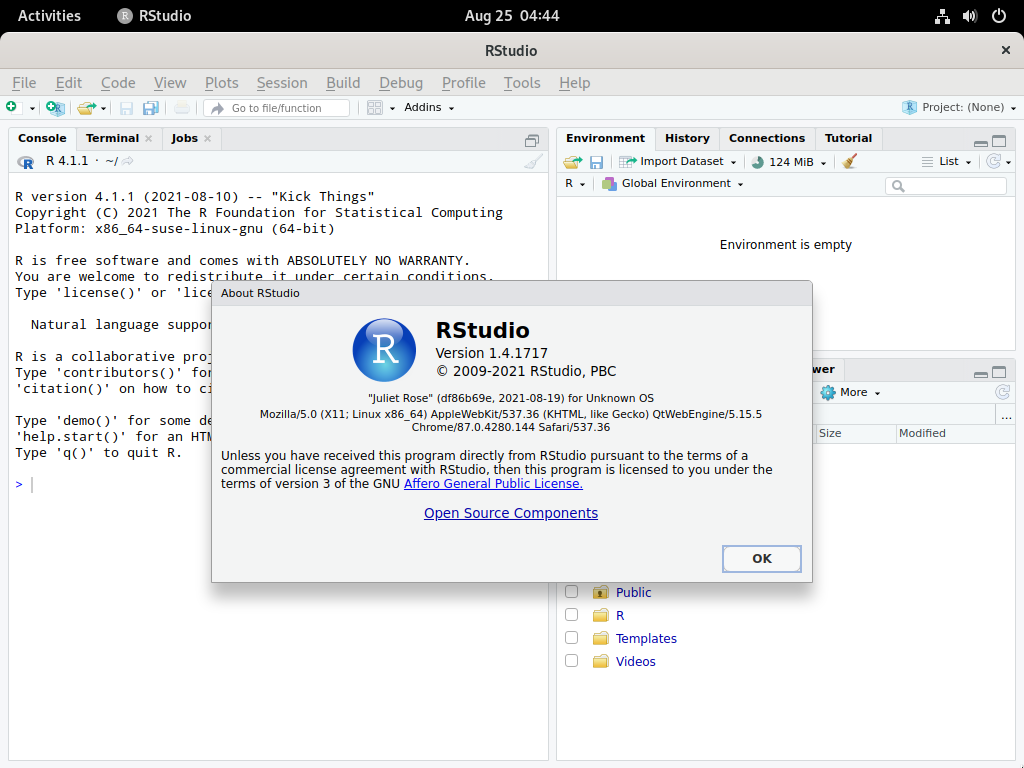 Activities
RStudio
Aug 25 04:44
RStudio
File Edit Code View Plots Session Build Debug Profile Tools Help
Go to file/function
Addins
Project: (None)
Console Terminal Jobs
R 4.1.1 · ~/
R version 4.1.1 (2021-08-10) -- "Kick Things"
Copyright (C) 2021 The R Foundation for Statistical Computing
Platform: x86_64-suse-linux-gnu (64-bit)
R is free software and comes with ABSOLUTELY NO WARRANTY.
You are welcome to redistribute it under certain conditions.
Type 'license()' or 'lice
Natural language suppor
R is a collaborative proj
Type 'contributors()' for
'citation()' on how to ci
Type 'demo()' for some de
'help.start()' for an HTM
Type 'q()' to quit R.
>
Environment History Connections Tutorial
Import Dataset 124 MiB List
R Global Environment
Environment is empty
wer
More
...
Size Modified
Public
R
Templates
Videos
About RStudio
R
RStudio
Version 1.4.1717
© 2009-2021 RStudio, PBC
"Juliet Rose" (df86b69e, 2021-08-19) for Unknown OS
Mozilla/5.0 (X11; Linux x86_64) AppleWebKit/537.36 (KHTML, like Gecko) QtWebEngine/5.15.5
Chrome/87.0.4280.144 Safari/537.36
Unless you have received this program directly from RStudio pursuant to the terms of a
commercial license agreement with RStudio, then this program is licensed to you under the
terms of version 3 of the GNU Affero General Public License.
Open Source Components
OK